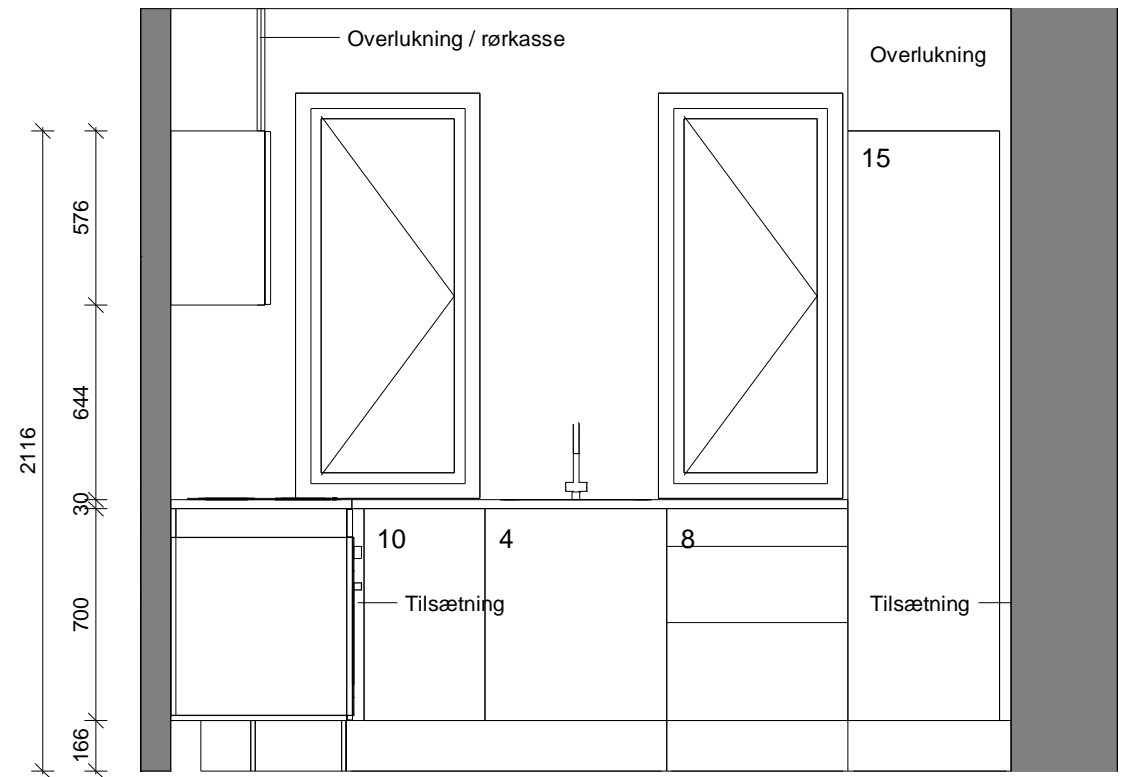 Overlukning / rørkasse
Overlukning
15
576
644
2116
30
10
4
8
Tilsætning
Tilsætning
700
166